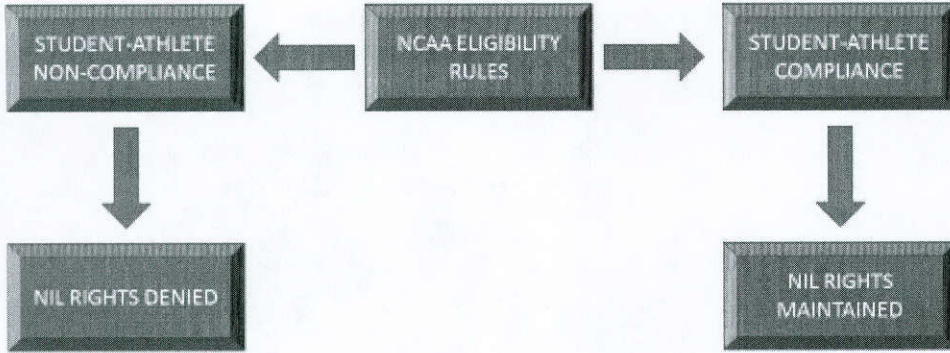 STUDENT-ATHLETE
NON-COMPLIANCE
NCAA ELIGIBILITY
RULES
STUDENT-ATHLETE
COMPLIANCE
NIL RIGHTS DENIED
NIL RIGHTS
MAINTAINED